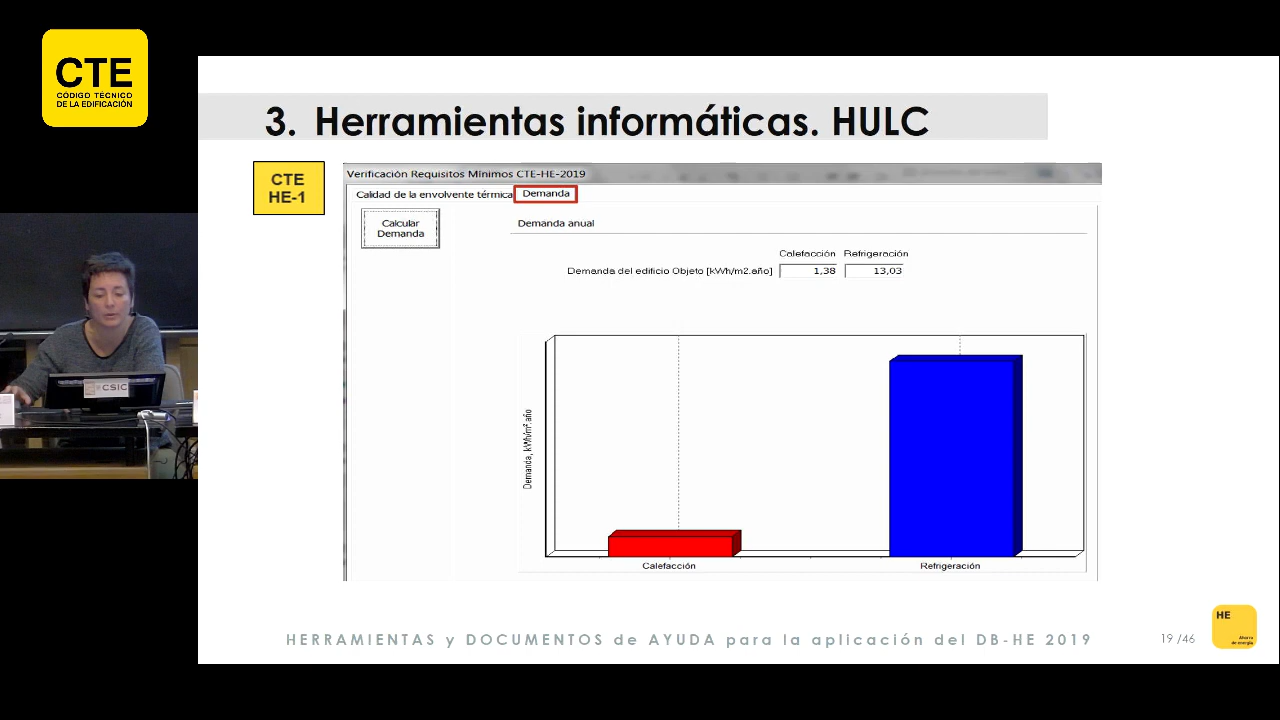 CTE
CÓDIGO TÉCNICO
DE LA EDIFICACIÓN
3. Herramientas informáticas. HULC
CTE
HE-1
Verificación Requisitos Mínimos CTE-HE-2019
Calidad de la envolvente térmica
Demanda
Calcular
Demanda
Demanda anual
Calefacción Refrigeración
Demanda del edificio Objeto [kWh/m2.año] 1,38 13,03
Demanda, kWh/m².año
Calefacción
Refrigeración
CSIC
HERRAMIENTAS y DOCUMENTOS de AYUDA para la aplicación del DB-HE 2019
19 /46
HE
Ahorro
de energía